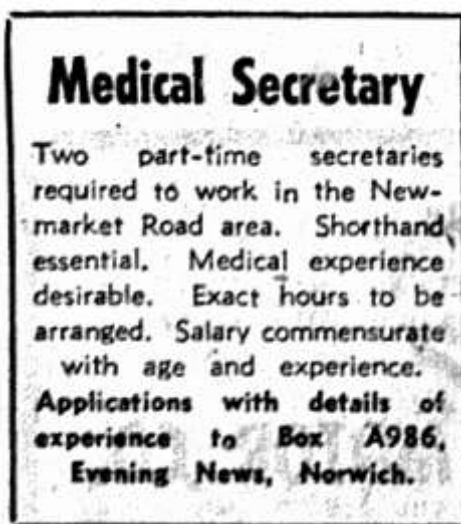 Medical Secretary
Two part-time secretaries
required to work in the New-
market Road area. Shorthand
essential. Medical experience
desirable. Exact hours to be
arranged. Salary commensurate
with age and experience.
Applications with details of
experience to Box A986,
Evening News, Norwich.